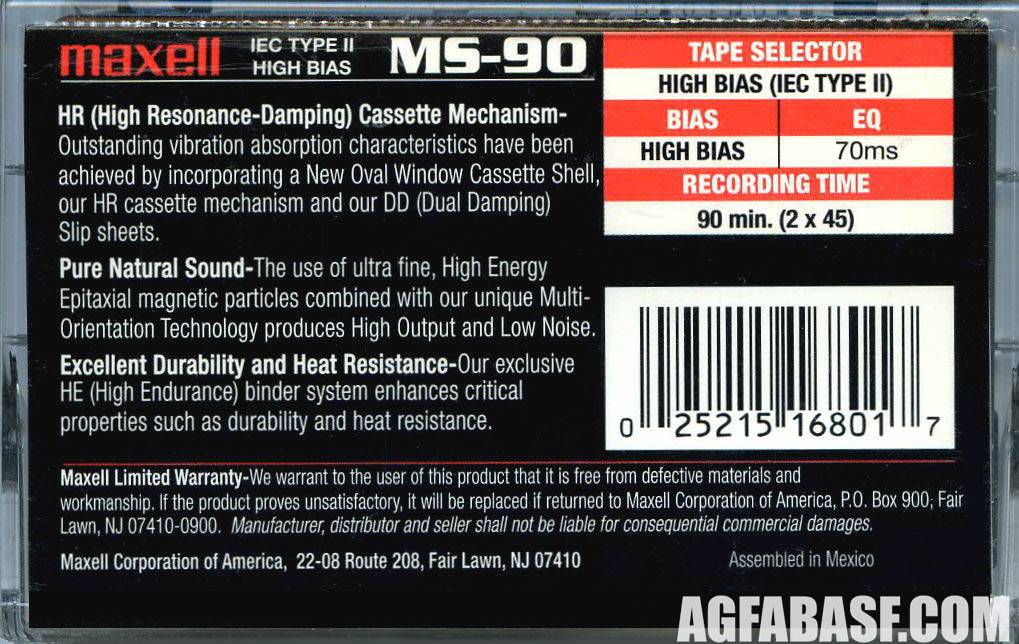 maxell
IEC TYPE II
HIGH BIAS
MS-90
HR (High Resonance-Damping) Cassette Mechanism-
Outstanding vibration absorption characteristics have been
achieved by incorporating a New Oval Window Cassette Shell,
our HR cassette mechanism and our DD (Dual Damping)
Slip sheets.
Pure Natural Sound-The use of ultra fine, High Energy
Epitaxial magnetic particles combined with our unique Multi-
Orientation Technology produces High Output and Low Noise.
Excellent Durability and Heat Resistance-Our exclusive
HE (High Endurance) binder system enhances critical
properties such as durability and heat resistance.
TAPE SELECTOR
HIGH BIAS (IEC TYPE II)
BIAS EQ
HIGH BIAS 70ms
RECORDING TIME
90 min. (2 x 45)
0 25215 16801 7
Maxell Limited Warranty-We warrant to the user of this product that it is free from defective materials and
workmanship. If the product proves unsatisfactory, it will be replaced if returned to Maxell Corporation of America, P.O. Box 900, Fair
Lawn, NJ 07410-0900. Manufacturer, distributor and seller shall not be liable for consequential commercial damages.
Maxell Corporation of America, 22-08 Route 208, Fair Lawn, NJ 07410
Assembled in Mexico
AGFABASF.COM